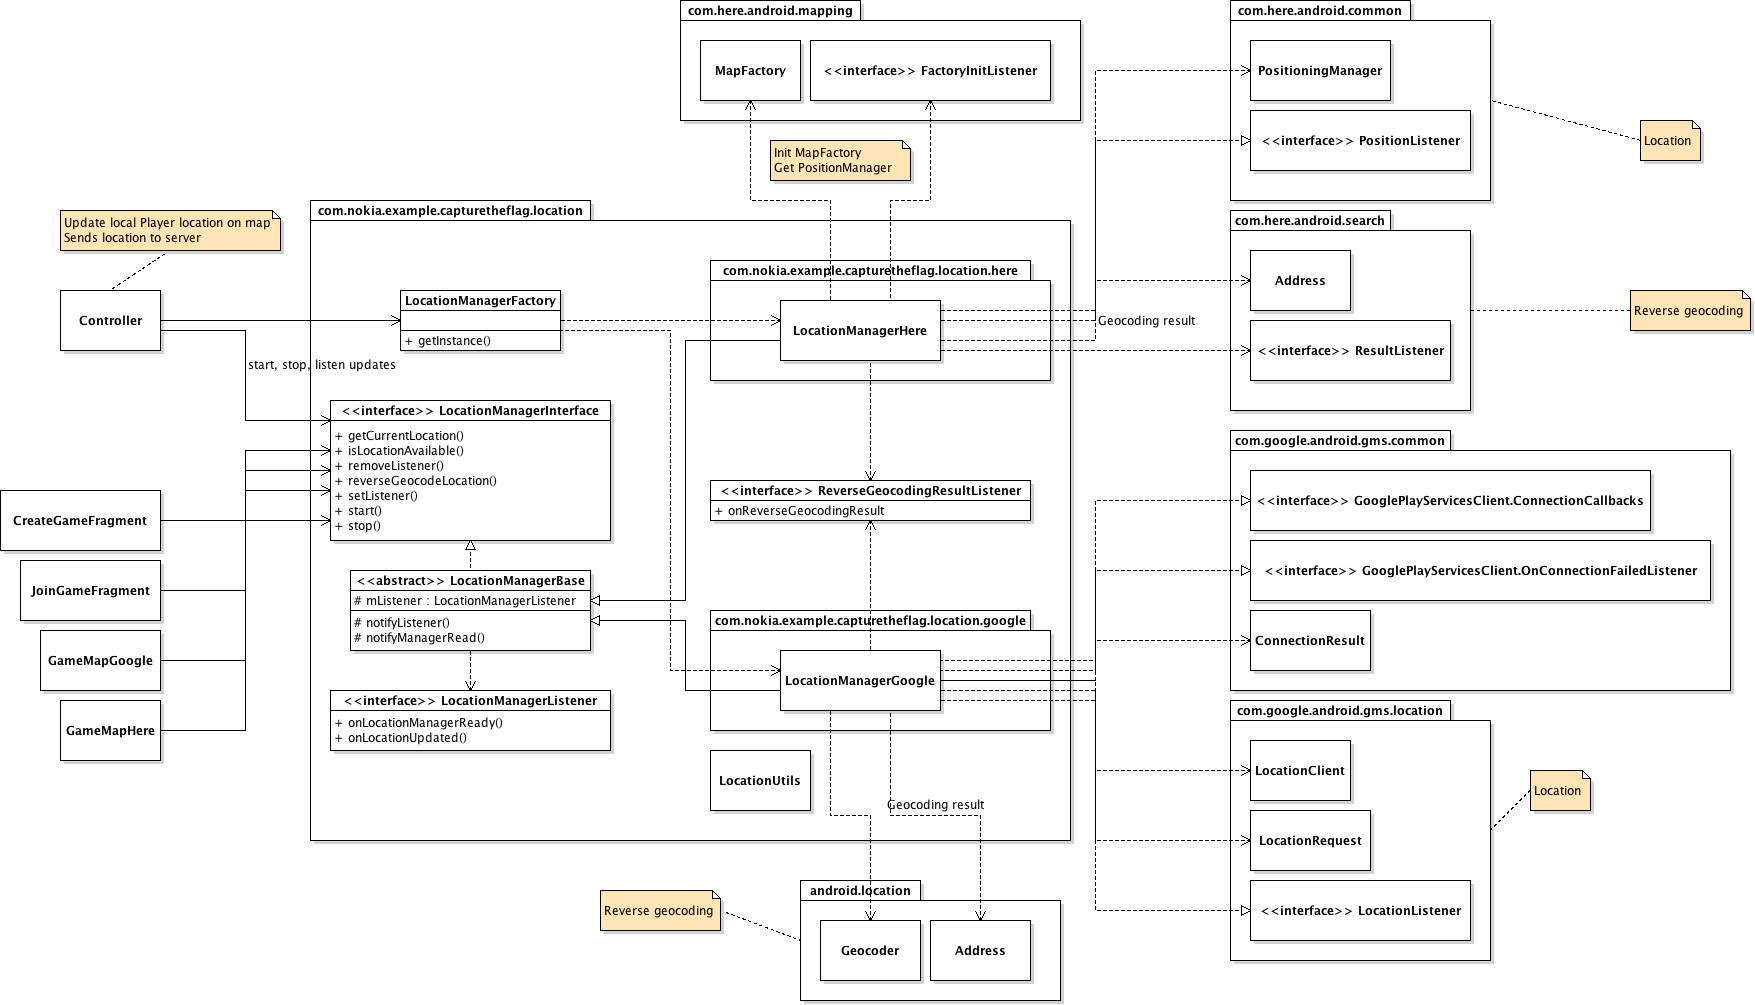 com.here.android.mapping
MapFactory
<<interface>> FactoryInitListener
Init MapFactory
Get PositionManager
com.here.android.common
PositioningManager
<<interface>> PositionListener
Location
com.here.android.search
Address
<<interface>> ResultListener
Reverse geocoding
Update local Player location on map
Sends location to server
Controller
start, stop, listen updates
CreateGameFragment
JoinGameFragment
GameMapGoogle
GameMapHere
com.nokia.example.capturetheflag.location
LocationManagerFactory
+ getInstance()
<<interface>> LocationManagerInterface
+ getCurrentLocation()
+ isLocationAvailable()
+ removeListener()
+ reverseGeocodeLocation()
+ setListener()
+ start()
+ stop()
<<abstract>> LocationManagerBase
# mListener : LocationManagerListener
# notifyListener()
# notifyManagerRead()
<<interface>> LocationManagerListener
+ onLocationManagerReady()
+ onLocationUpdated()
com.nokia.example.capturetheflag.location.here
LocationManagerHere
Geocoding result
<<interface>> ReverseGeocodingResultListener
+ onReverseGeocodingResult
com.nokia.example.capturetheflag.location.google
LocationManagerGoogle
LocationUtils
Geocoding result
com.google.android.gms.common
<<interface>> GooglePlayServicesClient.ConnectionCallbacks
<<interface>> GooglePlayServicesClient.OnConnectionFailedListener
ConnectionResult
com.google.android.gms.location
LocationClient
LocationRequest
<<interface>> LocationListener
Location
android.location
Geocoder
Address
Reverse geocoding